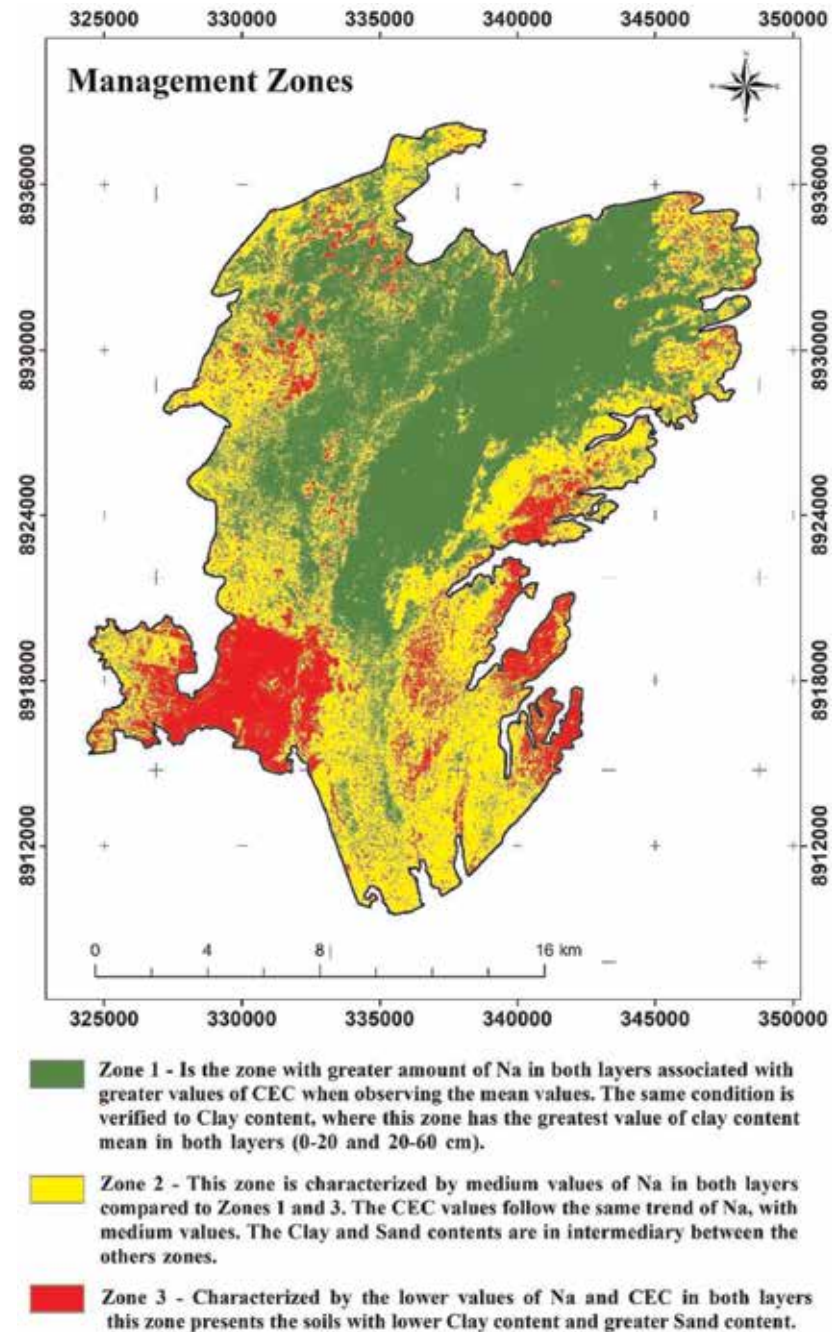 325000 330000 335000 340000 345000 350000
Management Zones
8936000 8936000
8930000 8930000
8924000 8924000
8918000 8918000
8912000 8912000
0 4 8 16 km
325000 330000 335000 340000 345000 350000
Zone 1 - Is the zone with greater amount of Na in both layers associated with
greater values of CEC when observing the mean values. The same condition is
verified to Clay content, where this zone has the greatest value of clay content
mean in both layers (0-20 and 20-60 cm).
Zone 2 - This zone is characterized by medium values of Na in both layers
compared to Zones 1 and 3. The CEC values follow the same trend of Na, with
medium values. The Clay and Sand contents are in intermediary between the
others zones.
Zone 3 - Characterized by the lower values of Na and CEC in both layers
this zone presents the soils with lower Clay content and greater Sand content.